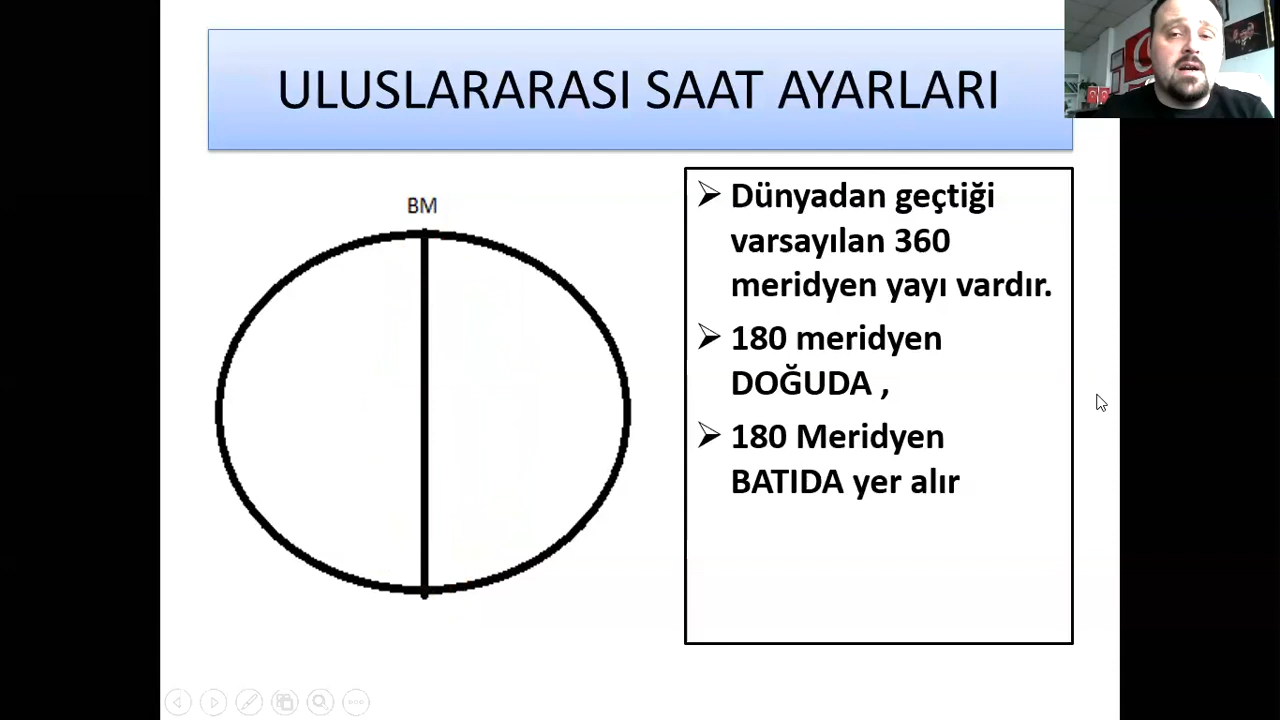 ULUSLARARASI SAAT AYARLARI
BM
Dünyadan geçtiği
varsayılan 360
meridyen yayı vardır.
180 meridyen
DOĞUDA ,
180 Meridyen
BATIDA yer alır